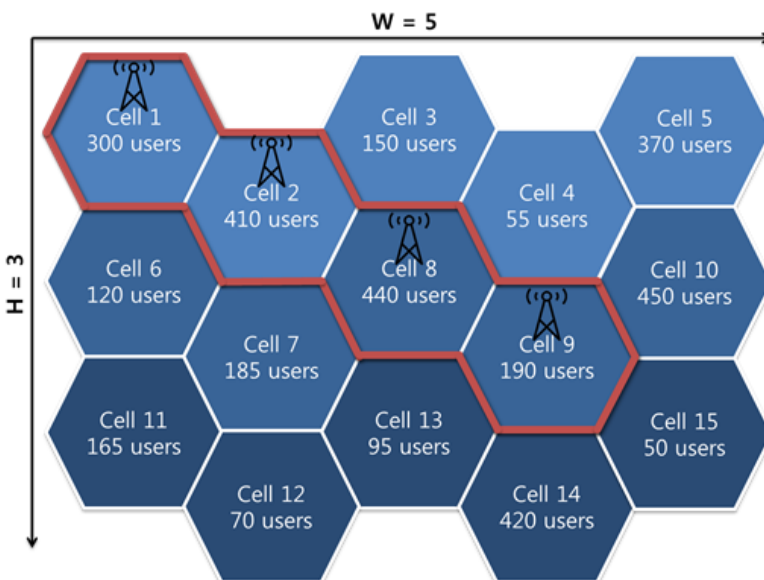 W = 5
H = 3
Cell 1
300 users
Cell 2
410 users
Cell 3
150 users
Cell 4
55 users
Cell 5
370 users
Cell 6
120 users
Cell 7
185 users
Cell 8
440 users
Cell 9
190 users
Cell 10
450 users
Cell 11
165 users
Cell 12
70 users
Cell 13
95 users
Cell 14
420 users
Cell 15
50 users